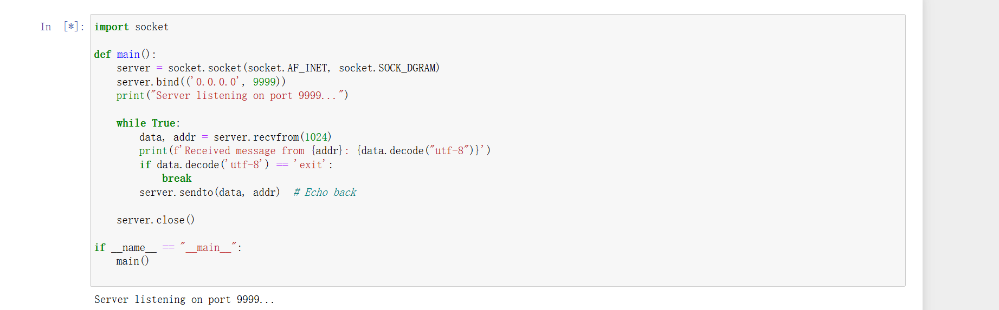 In [*]: import socket
def main():
    server = socket.socket(socket.AF_INET, socket.SOCK_DGRAM)
    server.bind(('0.0.0.0', 9999))
    print("Server listening on port 9999...")
    while True:
        data, addr = server.recvfrom(1024)
        print(f'Received message from {addr}: {data.decode("utf-8")}')
        if data.decode('utf-8') == 'exit':
            break
        server.sendto(data, addr)  # Echo back
    server.close()
if __name__ == "__main__":
    main()
Server listening on port 9999...